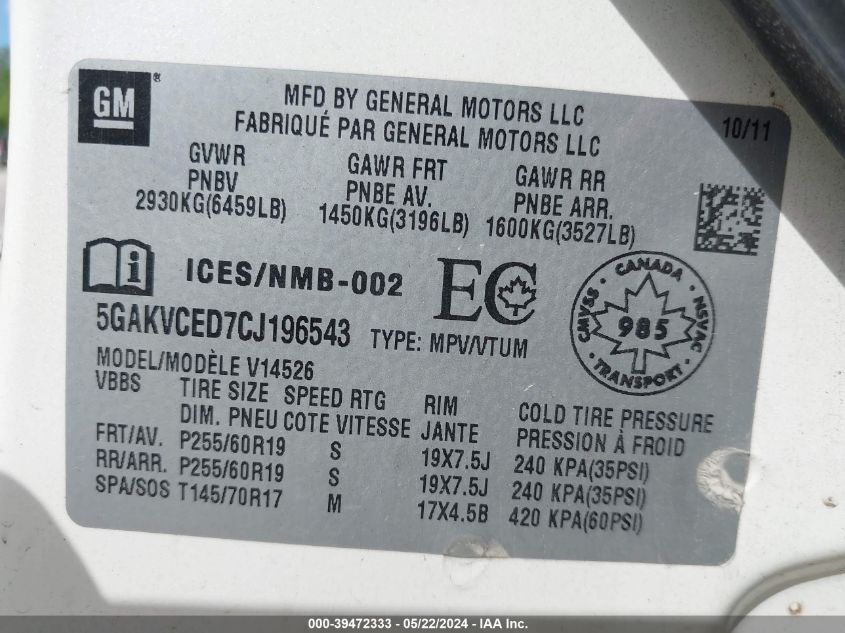 GM ®
MFD BY GENERAL MOTORS LLC
FABRIQUÉ PAR GENERAL MOTORS LLC
10/11
GVWR GAWR FRT GAWR RR
PNBV PNBE AV. PNBE ARR.
2930KG(6459LB) 1450KG(3196LB) 1600KG(3527LB)
i ICES/NMB-002 EC
CANADA
CMVSS 985 NSVAC
TRANSPORT
5GAKVCED7CJ196543 TYPE: MPV/VTUM
MODEL/MODÈLE V14526
VBBS TIRE SIZE SPEED RTG RIM COLD TIRE PRESSURE
DIM. PNEU COTE VITESSE JANTE PRESSION À FROID
FRT/AV. P255/60R19 S 19X7.5J 240 KPA(35PSI)
RR/ARR. P255/60R19 S 19X7.5J 240 KPA(35PSI)
SPA/SOS T145/70R17 M 17X4.5B 420 KPA(60PSI)
000-39472333 - 05/22/2024 - IAA Inc.